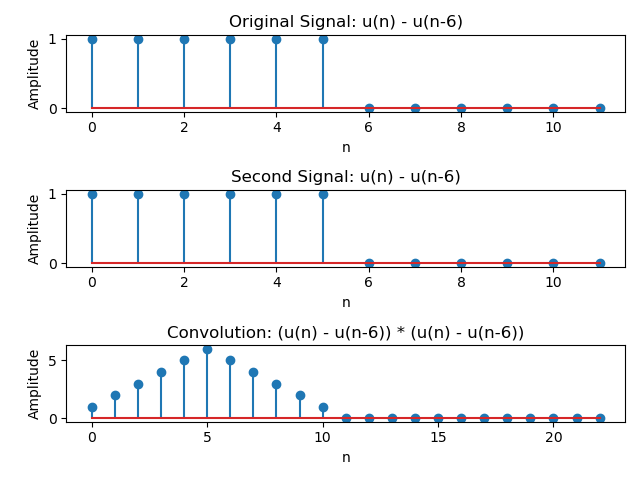 Original Signal: u(n) - u(n-6)
1
Amplitude
0
0 2 4 6 8 10
n
Second Signal: u(n) - u(n-6)
1
Amplitude
0
0 2 4 6 8 10
n
Convolution: (u(n) - u(n-6)) * (u(n) - u(n-6))
5
Amplitude
0
0 5 10 15 20
n